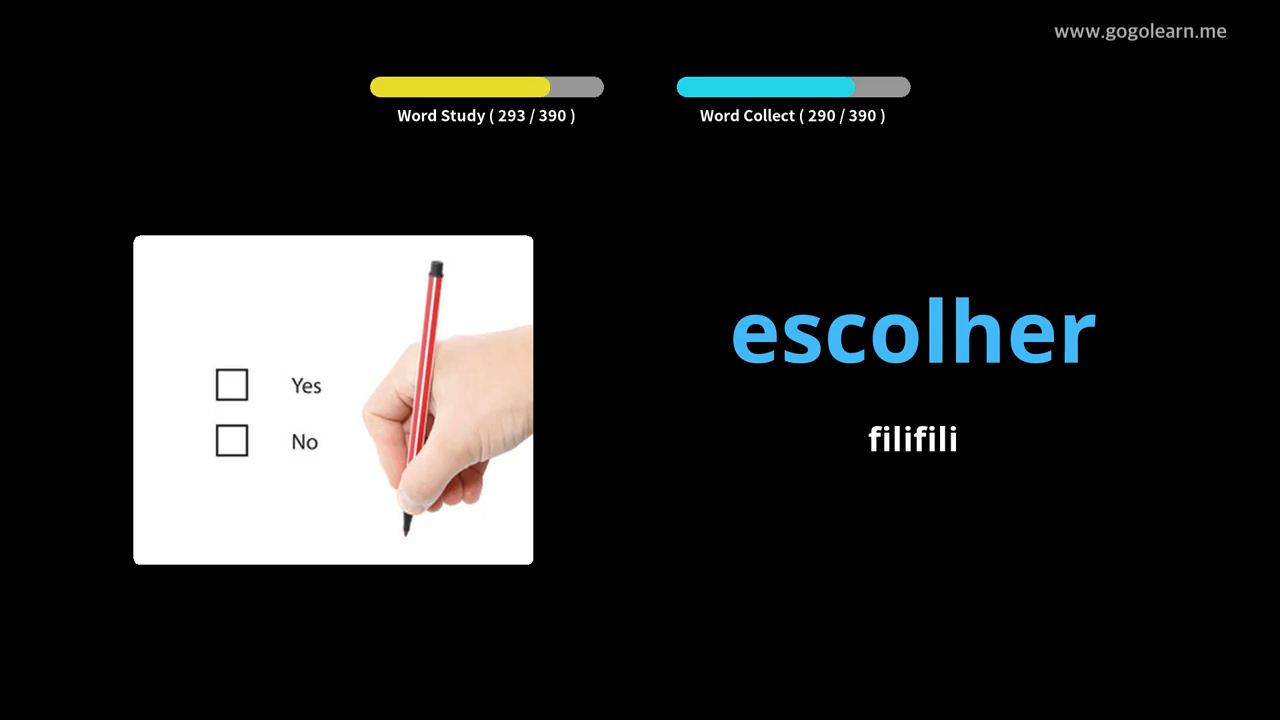 www.gogolearn.me
Word Study ( 293 / 390 )
Word Collect ( 290 / 390 )
Yes
No
escolher
filifili